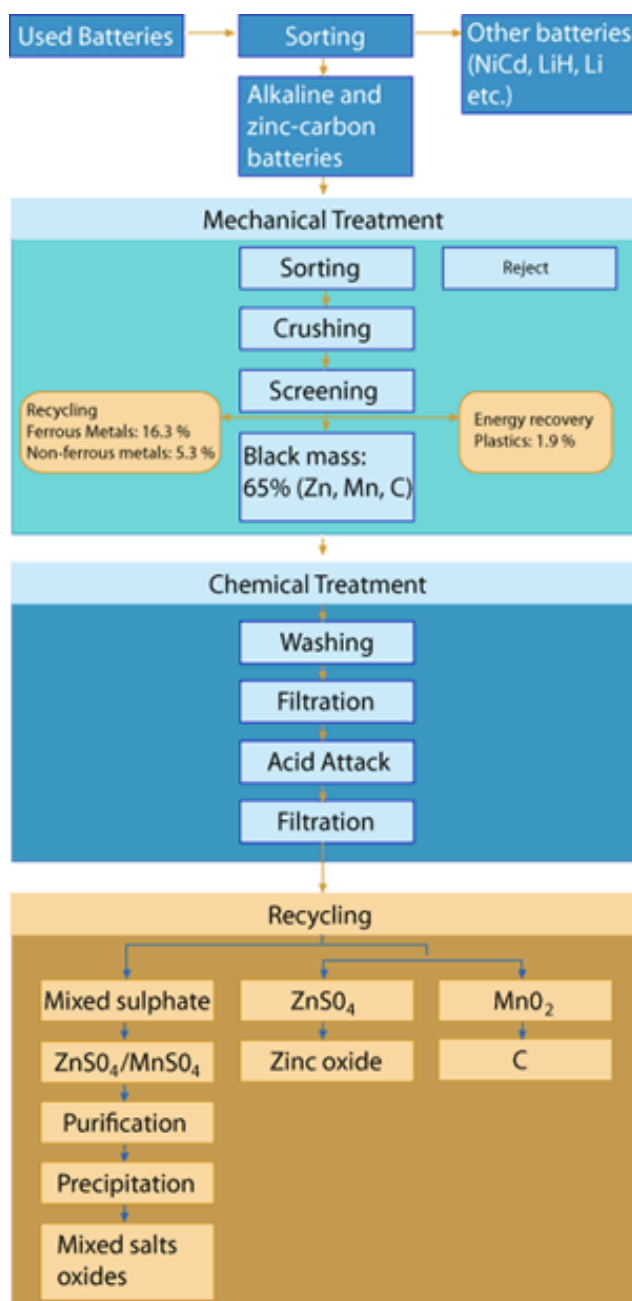 Used Batteries
Sorting
Other batteries
(NiCd, LiH, Li
etc.)
Alkaline and
zinc-carbon
batteries
Mechanical Treatment
Sorting
Reject
Crushing
Screening
Recycling
Ferrous Metals: 16.3 %
Non-ferrous metals: 5.3 %
Energy recovery
Plastics: 1.9 %
Black mass:
65% (Zn, Mn, C)
Chemical Treatment
Washing
Filtration
Acid Attack
Filtration
Recycling
Mixed sulphate
ZnS0₄
Mn0₂
ZnS0₄/MnS0₄
Zinc oxide
C
Purification
Precipitation
Mixed salts
oxides